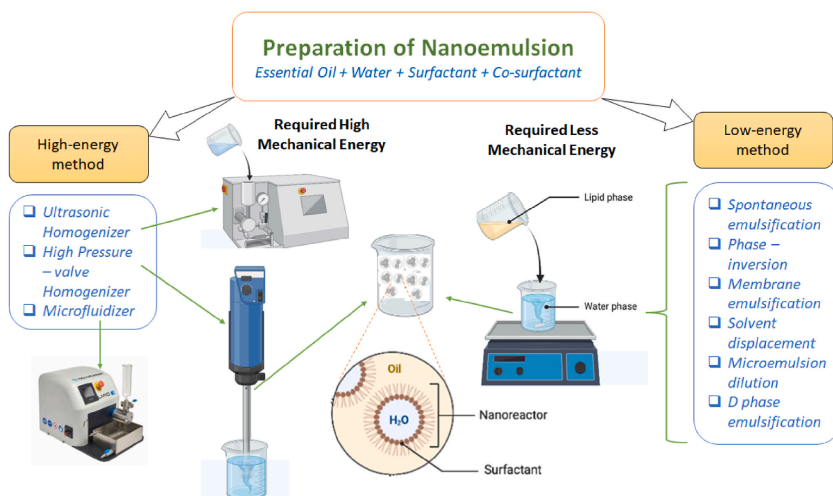 Preparation of Nanoemulsion
Essential Oil + Water + Surfactant + Co-surfactant
High-energy
method
Required High
Mechanical Energy
Required Less
Mechanical Energy
Low-energy
method
Ultrasonic
Homogenizer
High Pressure
– valve
Homogenizer
Microfluidizer
Lipid phase
Water phase
Spontaneous
emulsification
Phase –
inversion
Membrane
emulsification
Solvent
displacement
Microemulsion
dilution
D phase
emulsification
Oil
H₂O
Nanoreactor
Surfactant